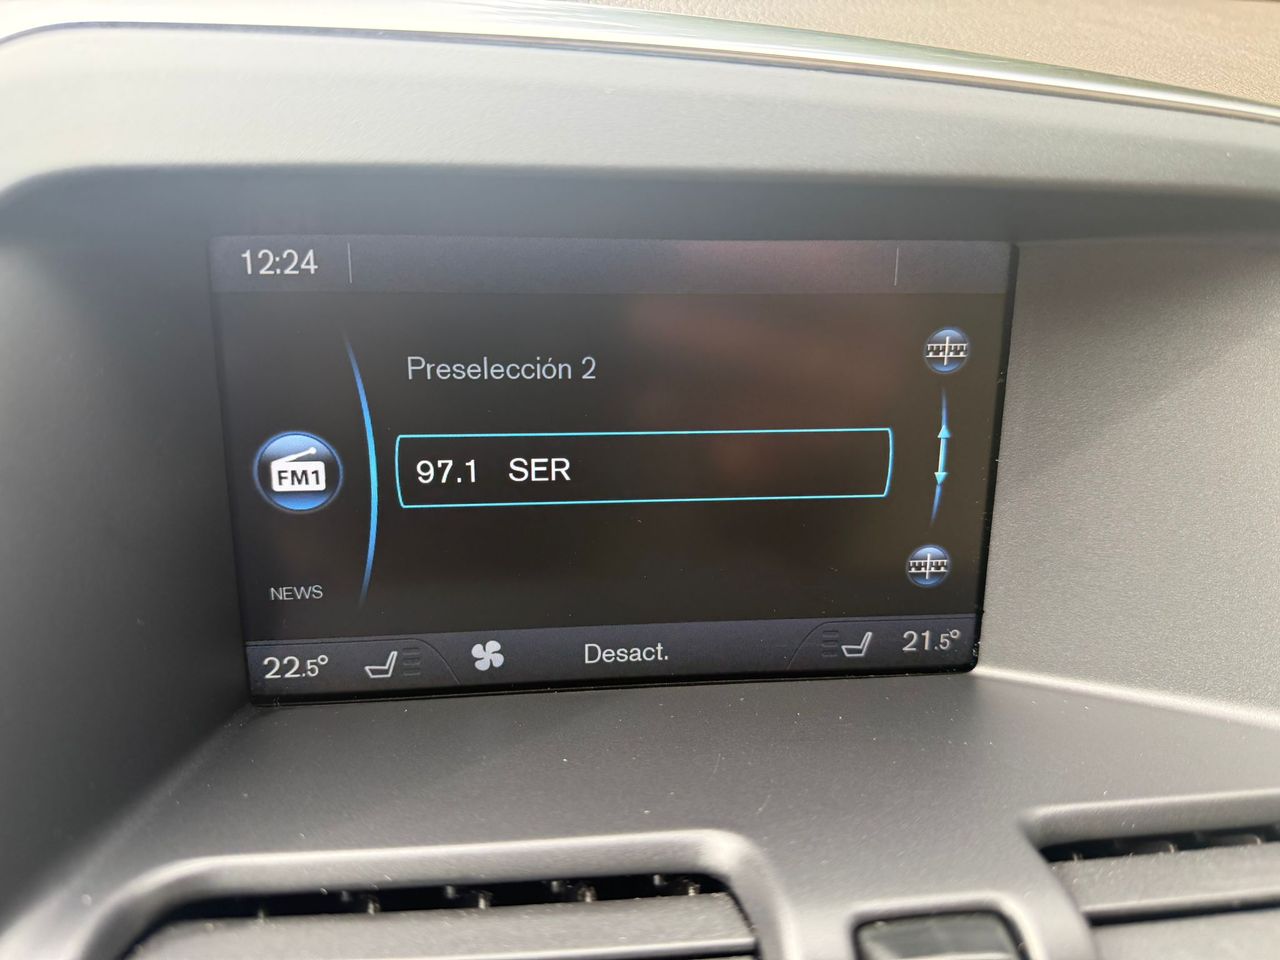 12:24
Preselección 2
FM1
97.1 SER
NEWS
22.5° Desact. 21.5°